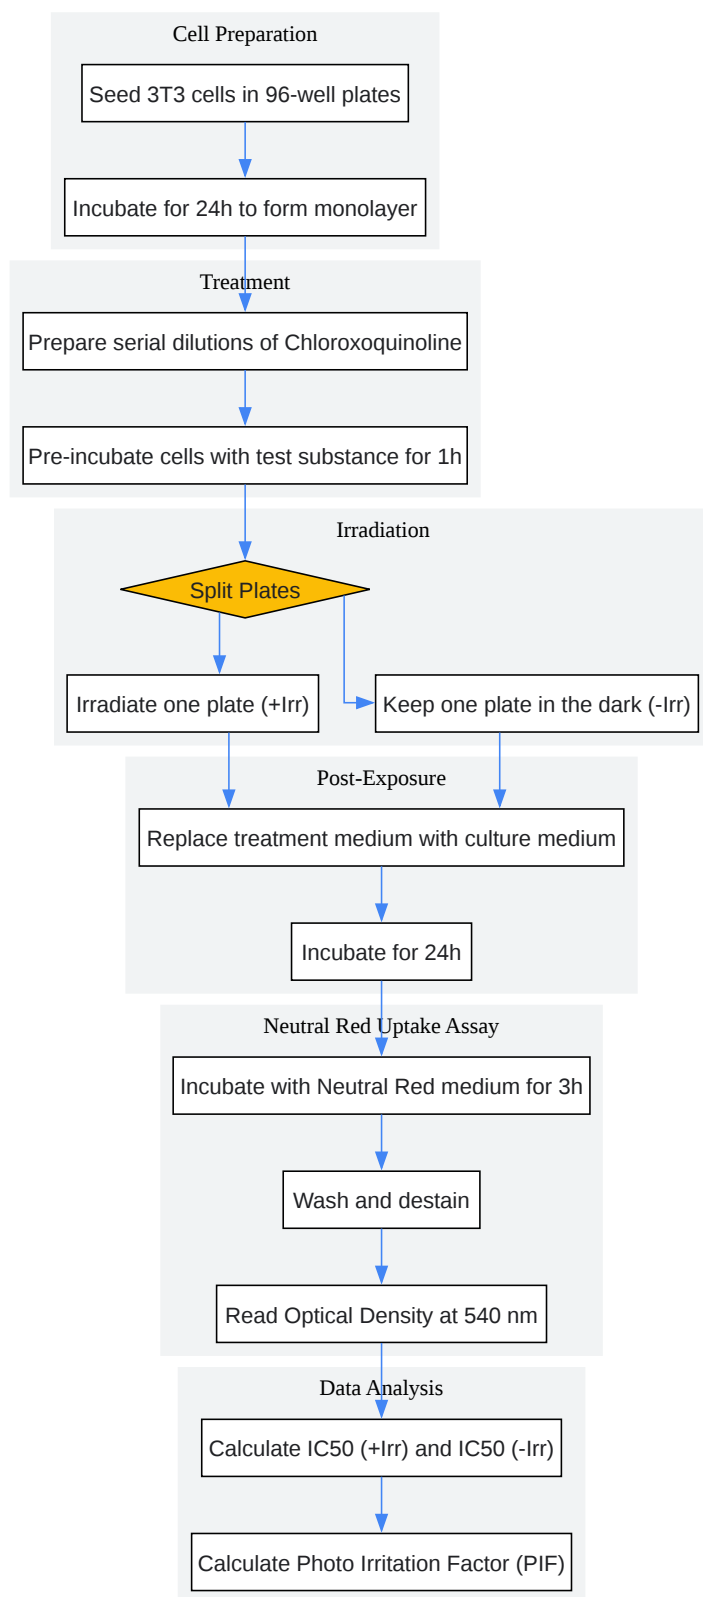 Cell Preparation
Seed 3T3 cells in 96-well plates
Incubate for 24h to form monolayer
Treatment
Prepare serial dilutions of Chloroxoquinoline
Pre-incubate cells with test substance for 1h
Irradiation
Split Plates
Irradiate one plate (+Irr)
Keep one plate in the dark (-Irr)
Post-Exposure
Replace treatment medium with culture medium
Incubate for 24h
Neutral Red Uptake Assay
Incubate with Neutral Red medium for 3h
Wash and destain
Read Optical Density at 540 nm
Data Analysis
Calculate IC50 (+Irr) and IC50 (-Irr)
Calculate Photo Irritation Factor (PIF)